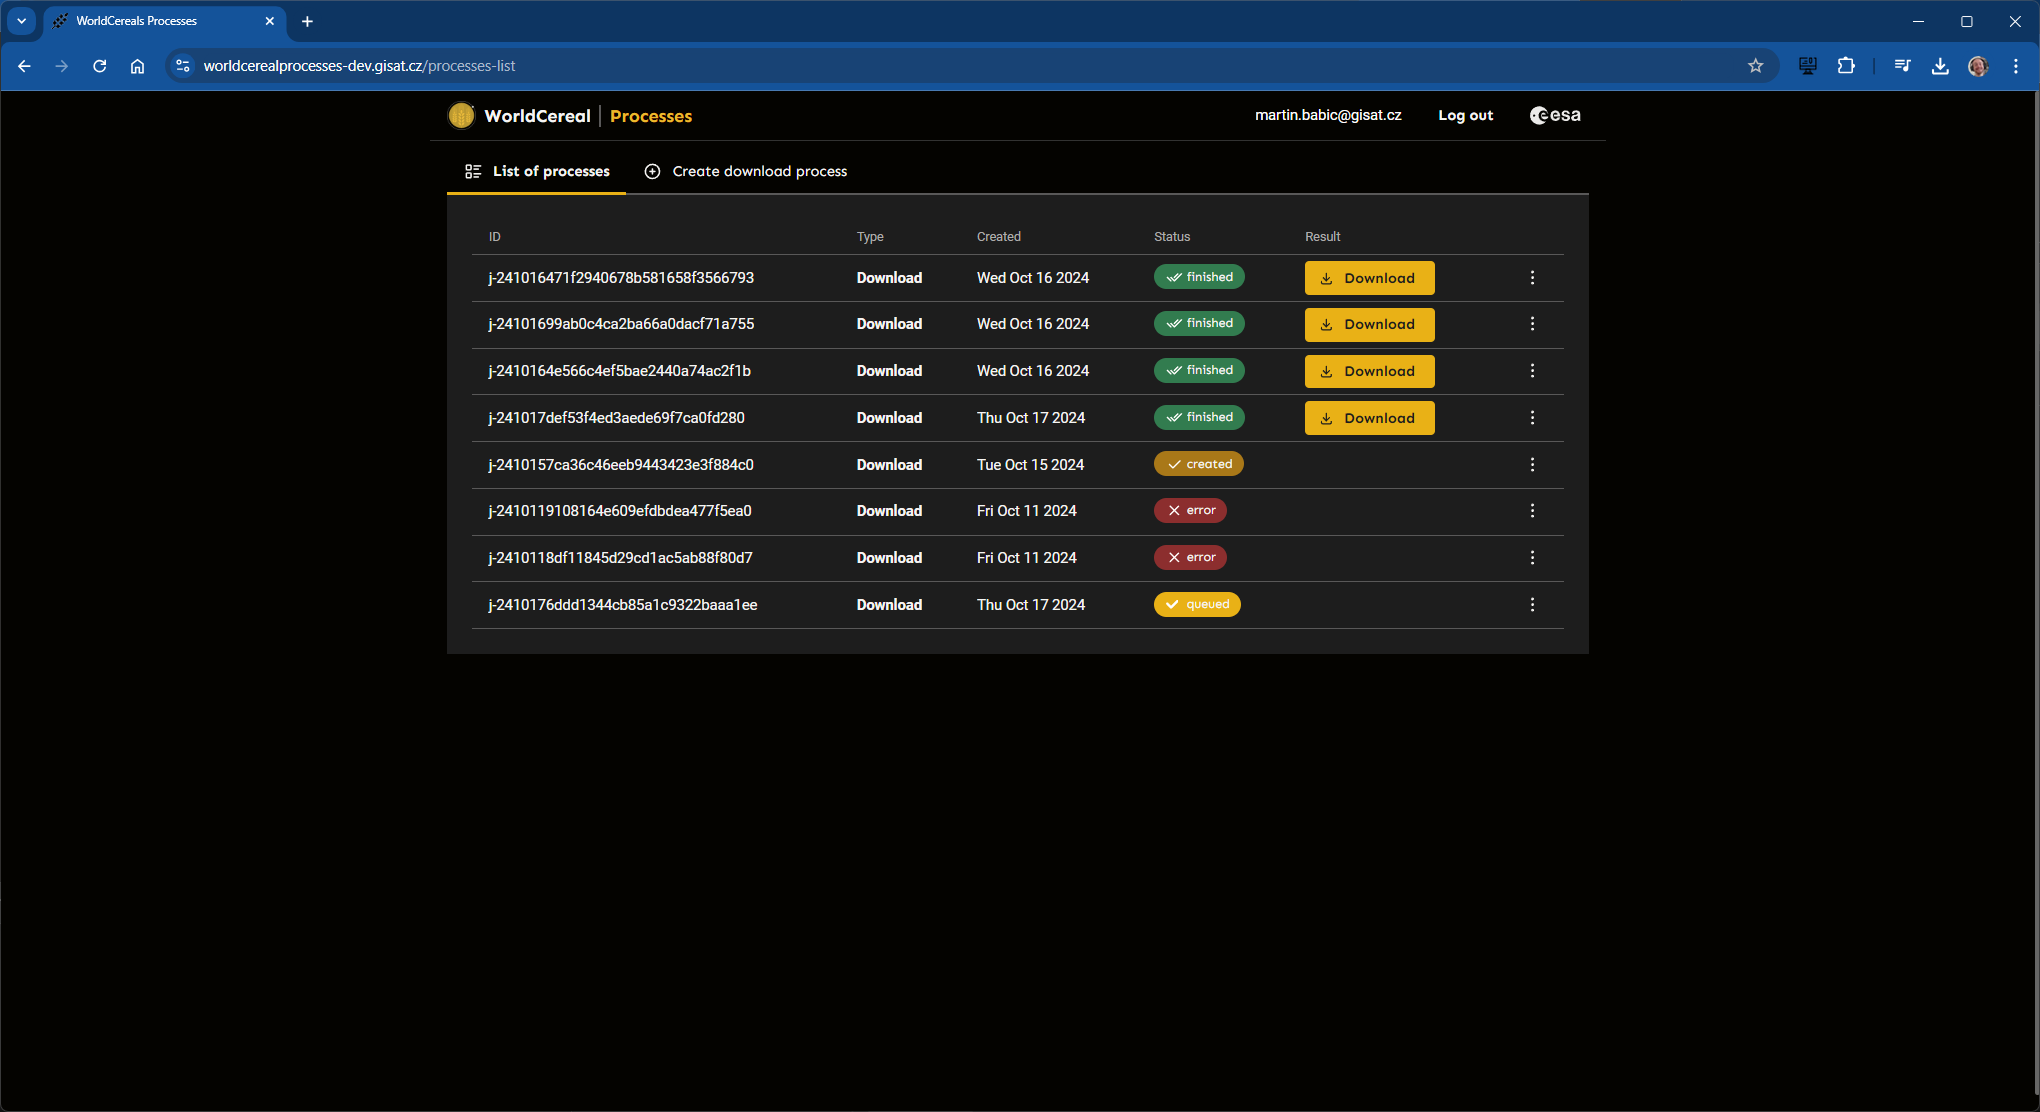 WorldCereals Processes
worldcerealprocesses-dev.gisat.cz/processes-list
WorldCereal | Processes
martin.babic@gisat.cz Log out esa
List of processes Create download process
ID Type Created Status Result
j-241016471f2940678b581658f3566793 Download Wed Oct 16 2024 finished Download
j-24101699ab0c4ca2ba66a0dacf71a755 Download Wed Oct 16 2024 finished Download
j-2410164e566c4ef5bae2440a74ac2f1b Download Wed Oct 16 2024 finished Download
j-241017def53f4ed3aede69f7ca0fd280 Download Thu Oct 17 2024 finished Download
j-2410157ca36c46eeb9443423e3f884c0 Download Tue Oct 15 2024 created
j-2410119108164e609efdbdea477f5ea0 Download Fri Oct 11 2024 error
j-2410118df11845d29cd1ac5ab88f80d7 Download Fri Oct 11 2024 error
j-2410176ddd1344cb85a1c9322baaa1ee Download Thu Oct 17 2024 queued